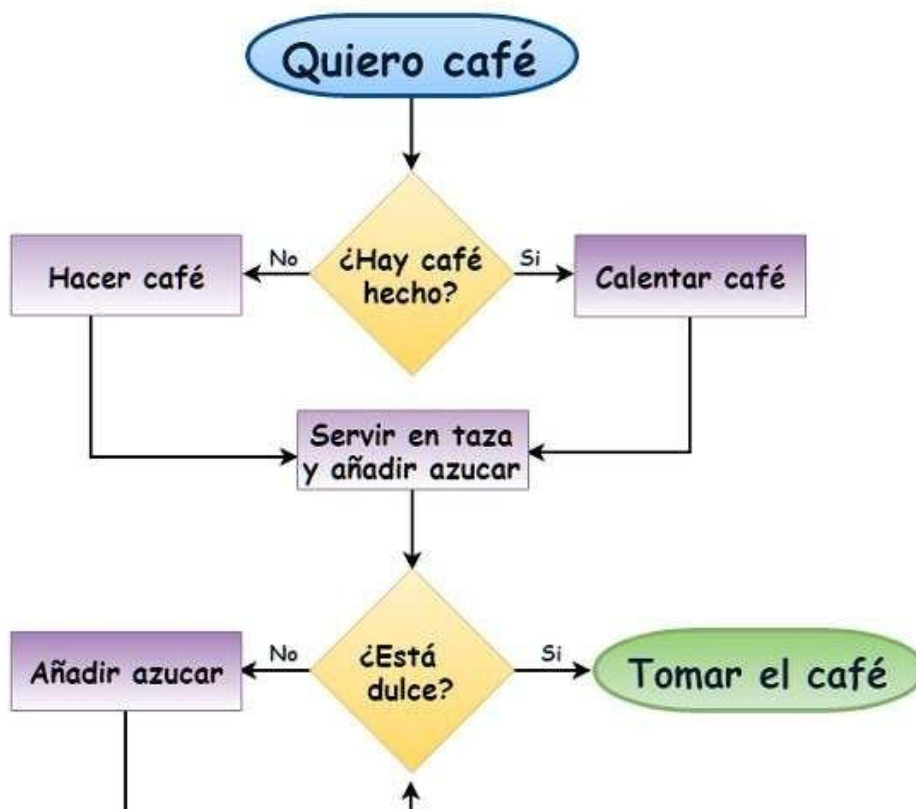 Quiero café
¿Hay café
hecho?
No
Si
Hacer café
Calentar café
Servir en taza
y añadir azucar
¿Está
dulce?
No
Si
Añadir azucar
Tomar el café